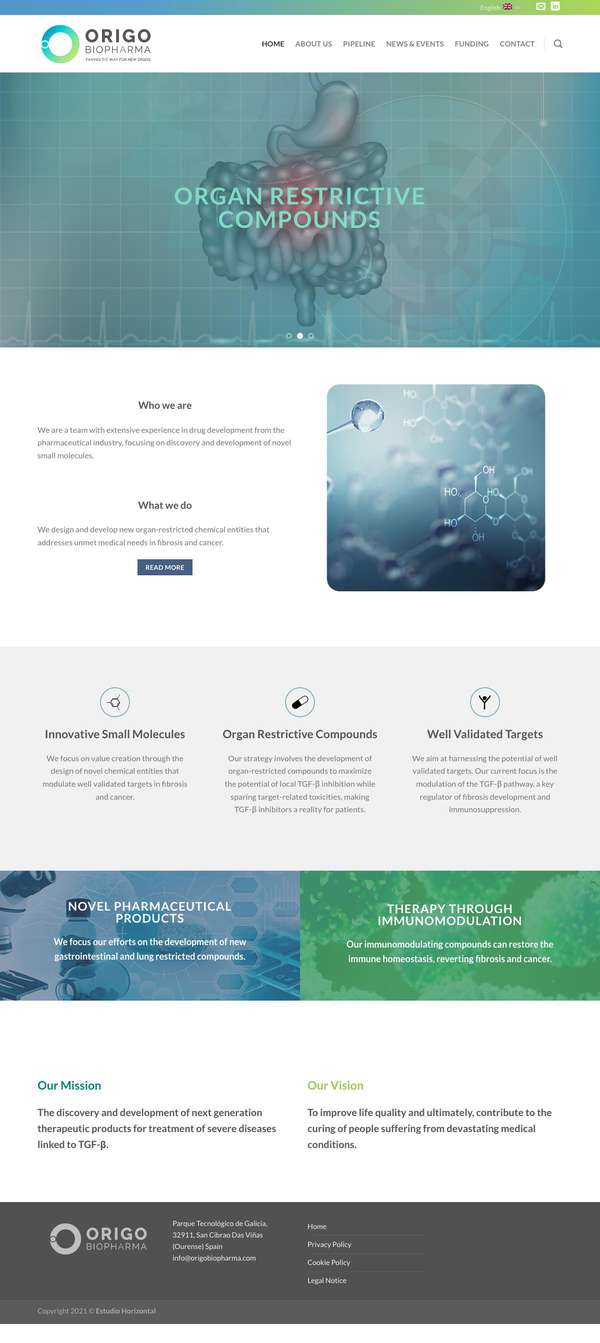 English
ORIGO
BIOPHARMA
PAVING THE WAY FOR NEW DRUGS
HOME ABOUT US PIPELINE NEWS & EVENTS FUNDING CONTACT
ORGAN RESTRICTIVE
COMPOUNDS
Who we are
We are a team with extensive experience in drug development from the
pharmaceutical industry, focusing on discovery and development of novel
small molecules.
What we do
We design and develop new organ-restricted chemical entities that
addresses unmet medical needs in fibrosis and cancer.
READ MORE
HO
OH
HO
OH
HO
OH
Innovative Small Molecules
We focus on value creation through the
design of novel chemical entities that
modulate well validated targets in fibrosis
and cancer.
Organ Restrictive Compounds
Our strategy involves the development of
organ-restricted compounds to maximize
the potential of local TGF-β inhibition while
sparing target-related toxicities, making
TGF-β inhibitors a reality for patients.
Well Validated Targets
We aim at harnessing the potential of well
validated targets. Our current focus is the
modulation of the TGF-β pathway, a key
regulator of fibrosis development and
immunosuppression.
NOVEL PHARMACEUTICAL
PRODUCTS
We focus our efforts on the development of new
gastrointestinal and lung restricted compounds.
THERAPY THROUGH
IMMUNOMODULATION
Our immunomodulating compounds can restore the
immune homeostasis, reverting fibrosis and cancer.
Our Mission
The discovery and development of next generation
therapeutic products for treatment of severe diseases
linked to TGF-β.
Our Vision
To improve life quality and ultimately, contribute to the
curing of people suffering from devastating medical
conditions.
ORIGO
BIOPHARMA
Parque Tecnológico de Galicia,
32911, San Cibrao Das Viñas
(Ourense) Spain
info@origobiopharma.com
Home
Privacy Policy
Cookie Policy
Legal Notice
Copyright 2021 © Estudio Horizontal